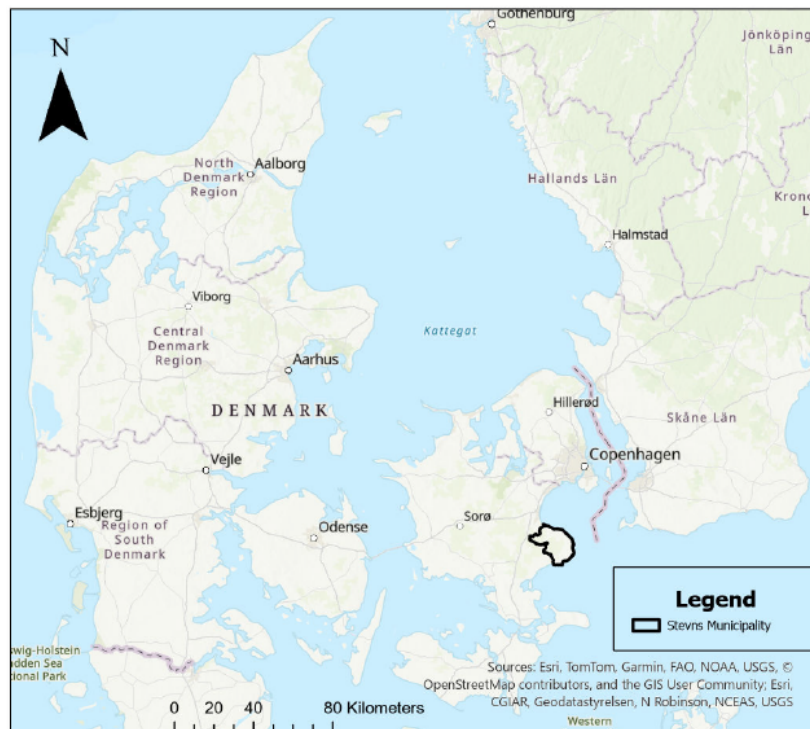 Gothenburg
Jönköping
Län
N
North
Denmark
Region
Aalborg
Hallands Län
Krono
L
Halmstad
Viborg
Kattegat
Central
Denmark
Region
Aarhus
DENMARK
Hillerød
Skåne Län
Copenhagen
Vejle
Esbjerg
Region of
South
Denmark
Odense
Sorø
Legend
Stevns Municipality
swig-Holstein
adden Sea
tional Park
Sources: Esri, TomTom, Garmin, FAO, NOAA, USGS, ©
OpenStreetMap contributors, and the GIS User Community; Esri,
CGIAR, Geodatastyrelsen, N Robinson, NCEAS, USGS
Western
0 20 40 80 Kilometers